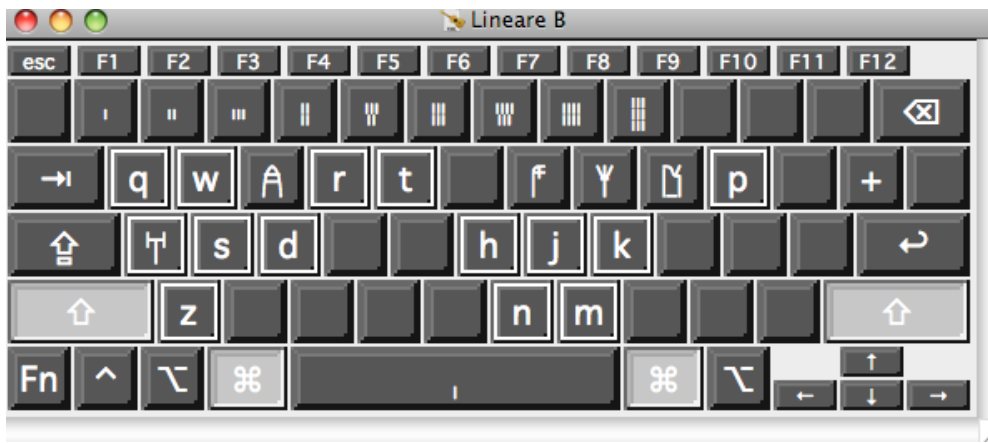 Lineare B
esc F1 F2 F3 F4 F5 F6 F7 F8 F9 F10 F11 F12
𐄇 𐄈 𐄉 𐄊 𐄋 𐄌 𐄍 𐄎 𐄏 ⌫
⇥ q w 𐀁 r t 𐀄 𐀂 𐀃 p +
⇪ 𐀀 s d h j k ↩
⇧ z n m ⇧
Fn ^ ⌥ ⌘ 𐄀 ⌘ ⌥ ← ↑ ↓ →